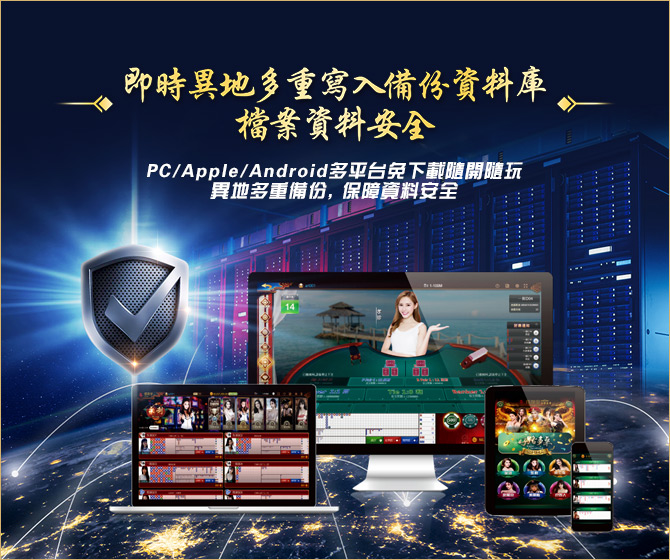 即時異地多重寫入備份資料庫
檔案資料安全
PC/Apple/Android多平台免下載隨開隨玩
異地多重備份, 保障資料安全
14